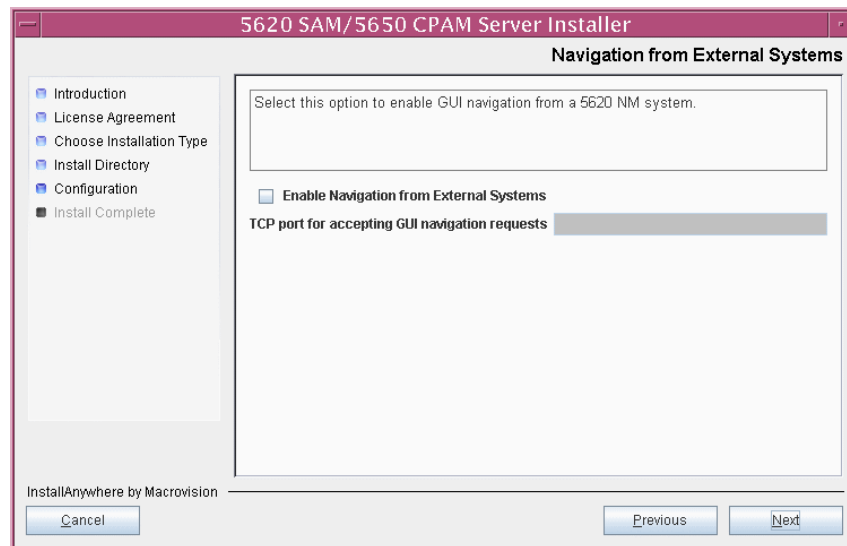 5620 SAM/5650 CPAM Server Installer
Navigation from External Systems
Introduction
License Agreement
Choose Installation Type
Install Directory
Configuration
Install Complete
Select this option to enable GUI navigation from a 5620 NM system.
Enable Navigation from External Systems
TCP port for accepting GUI navigation requests
InstallAnywhere by Macrovision
Cancel
Previous
Next